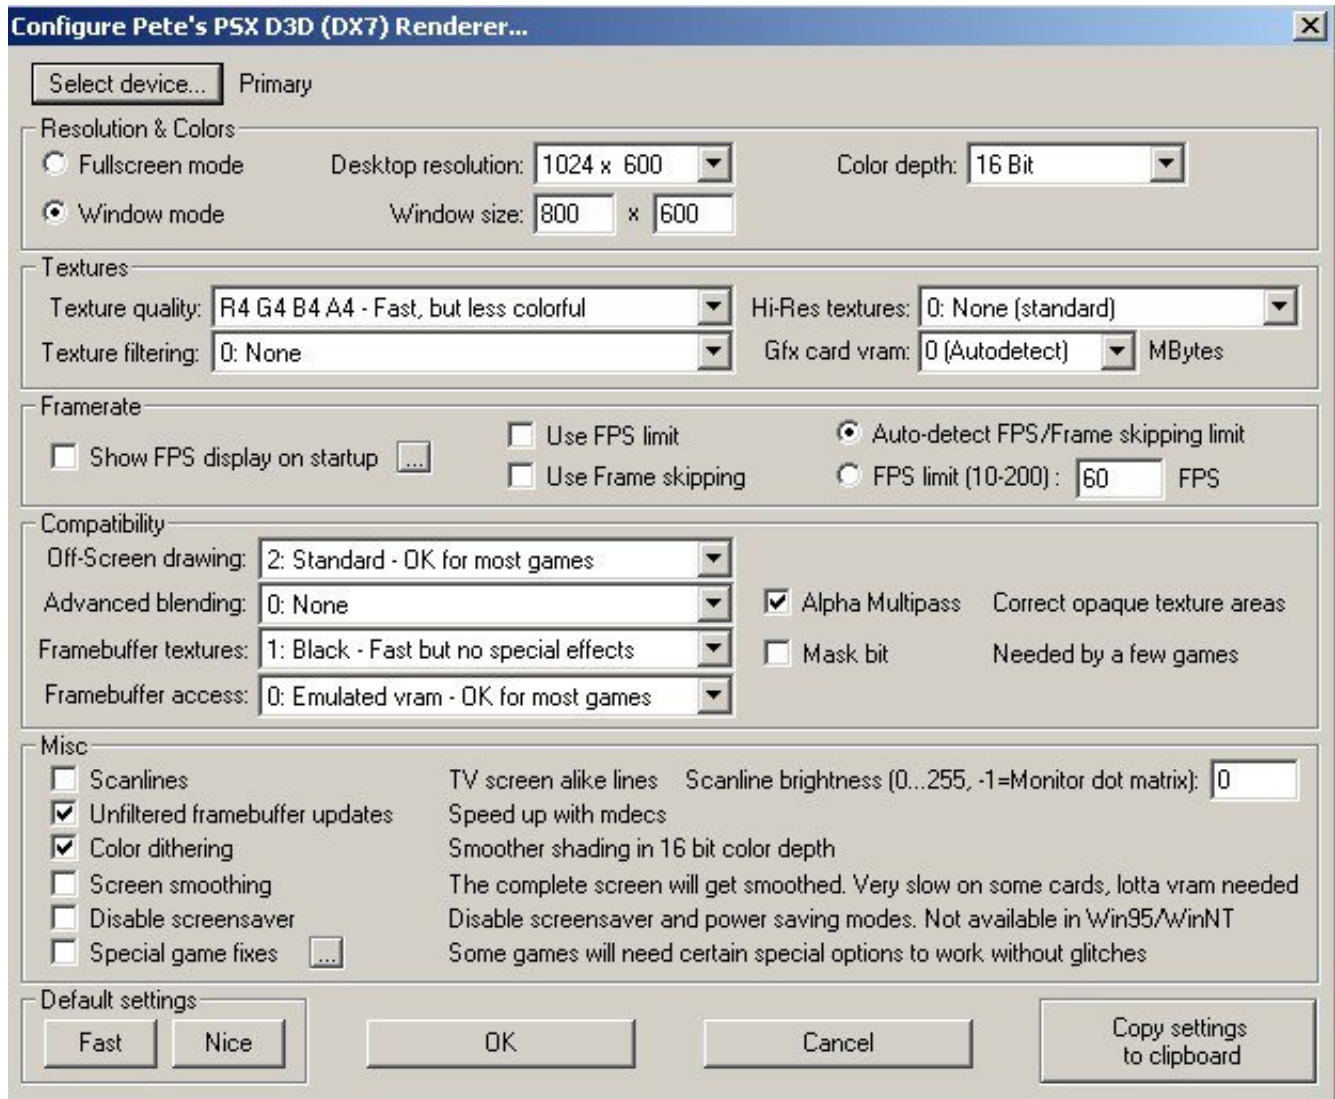 Configure Pete's PSX D3D (DX7) Renderer...
Select device... Primary
Resolution & Colors
Fullscreen mode Desktop resolution: 1024 x 600 Color depth: 16 Bit
Window mode Window size: 800 x 600
Textures
Texture quality: R4 G4 B4 A4 - Fast, but less colorful Hi-Res textures: 0: None (standard)
Texture filtering: 0: None Gfx card vram: 0 (Autodetect) MBytes
Framerate
Show FPS display on startup ... Use FPS limit Auto-detect FPS/Frame skipping limit
Use Frame skipping FPS limit (10-200) : 60 FPS
Compatibility
Off-Screen drawing: 2: Standard - OK for most games
Advanced blending: 0: None Alpha Multipass Correct opaque texture areas
Framebuffer textures: 1: Black - Fast but no special effects Mask bit Needed by a few games
Framebuffer access: 0: Emulated vram - OK for most games
Misc
Scanlines TV screen alike lines Scanline brightness (0...255, -1=Monitor dot matrix): 0
Unfiltered framebuffer updates Speed up with mdecs
Color dithering Smoother shading in 16 bit color depth
Screen smoothing The complete screen will get smoothed. Very slow on some cards, lotta vram needed
Disable screensaver Disable screensaver and power saving modes. Not available in Win95/WinNT
Special game fixes ... Some games will need certain special options to work without glitches
Default settings
Fast Nice OK Cancel Copy settings
to clipboard